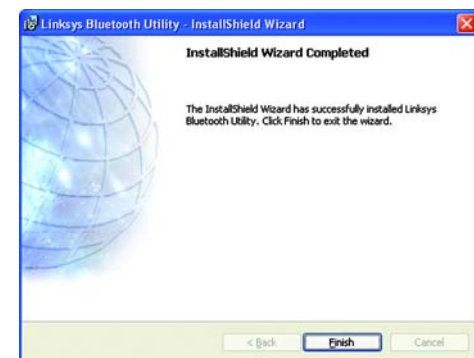 Linksys Bluetooth Utility - InstallShield Wizard
InstallShield Wizard Completed
The InstallShield Wizard has successfully installed Linksys
Bluetooth Utility. Click Finish to exit the wizard.
< Back Finish Cancel